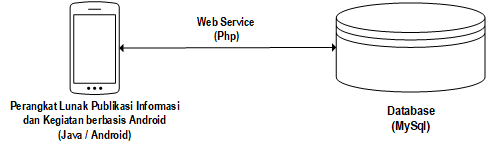 Web Service
(Php)
Perangkat Lunak Publikasi Informasi
dan Kegiatan berbasis Android
(Java / Android)
Database
(MySql)